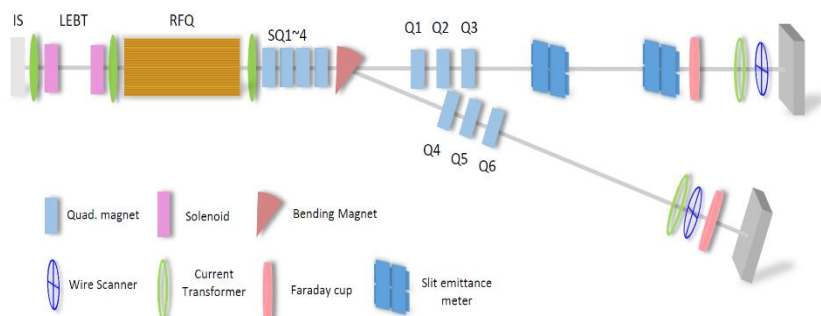 IS LEBT RFQ SQ1~4 Q1 Q2 Q3
Q4 Q5 Q6
Quad. magnet Solenoid Bending Magnet
Wire Scanner
Current
Transformer
Faraday cup
Slit emittance
meter